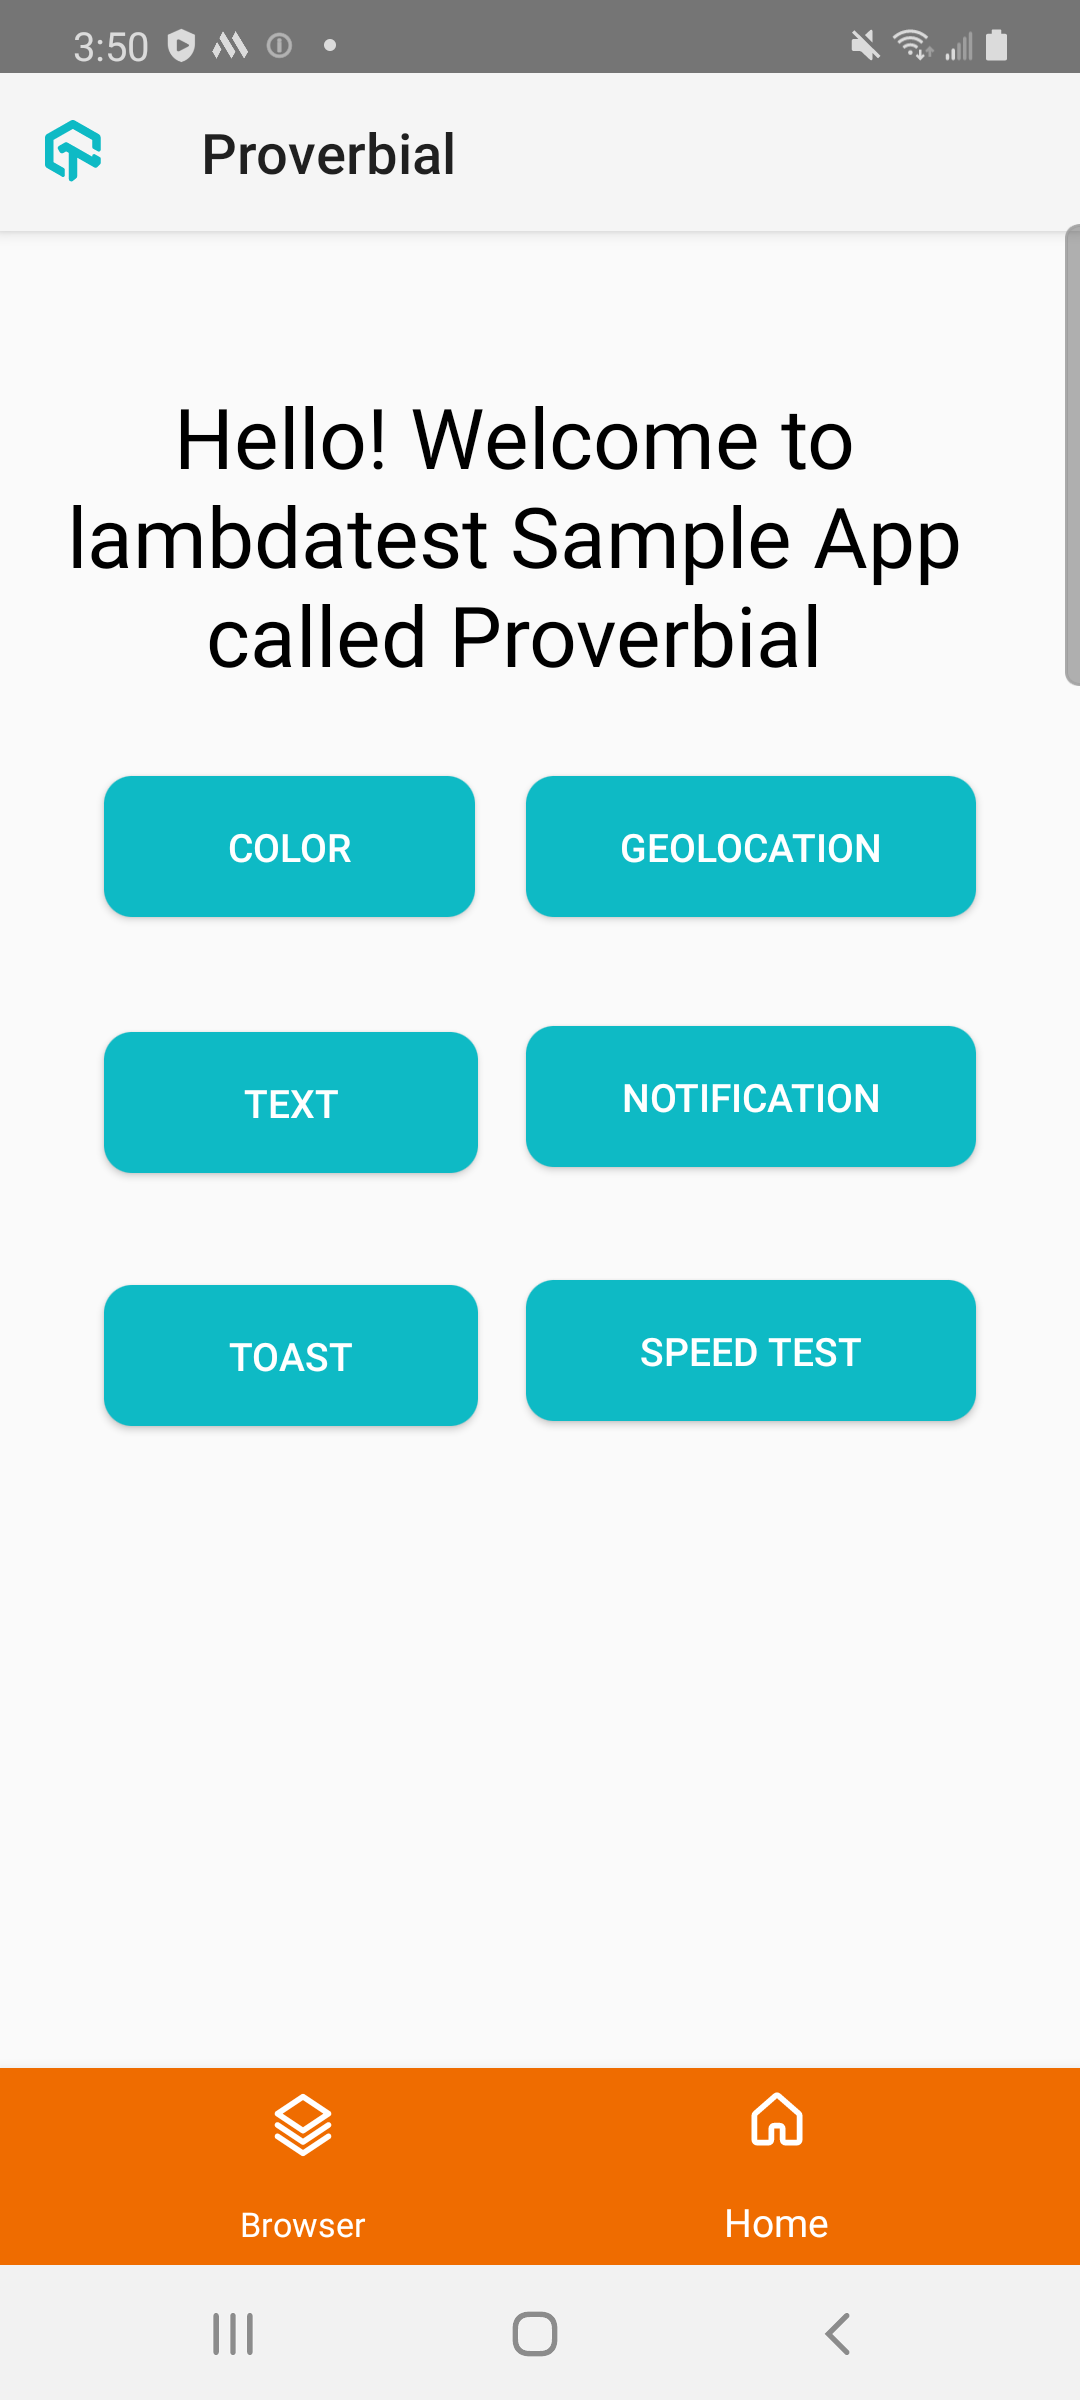 3:50
Proverbial
Hello! Welcome to
lambdatest Sample App
called Proverbial
COLOR
GEOLOCATION
TEXT
NOTIFICATION
TOAST
SPEED TEST
Browser
Home